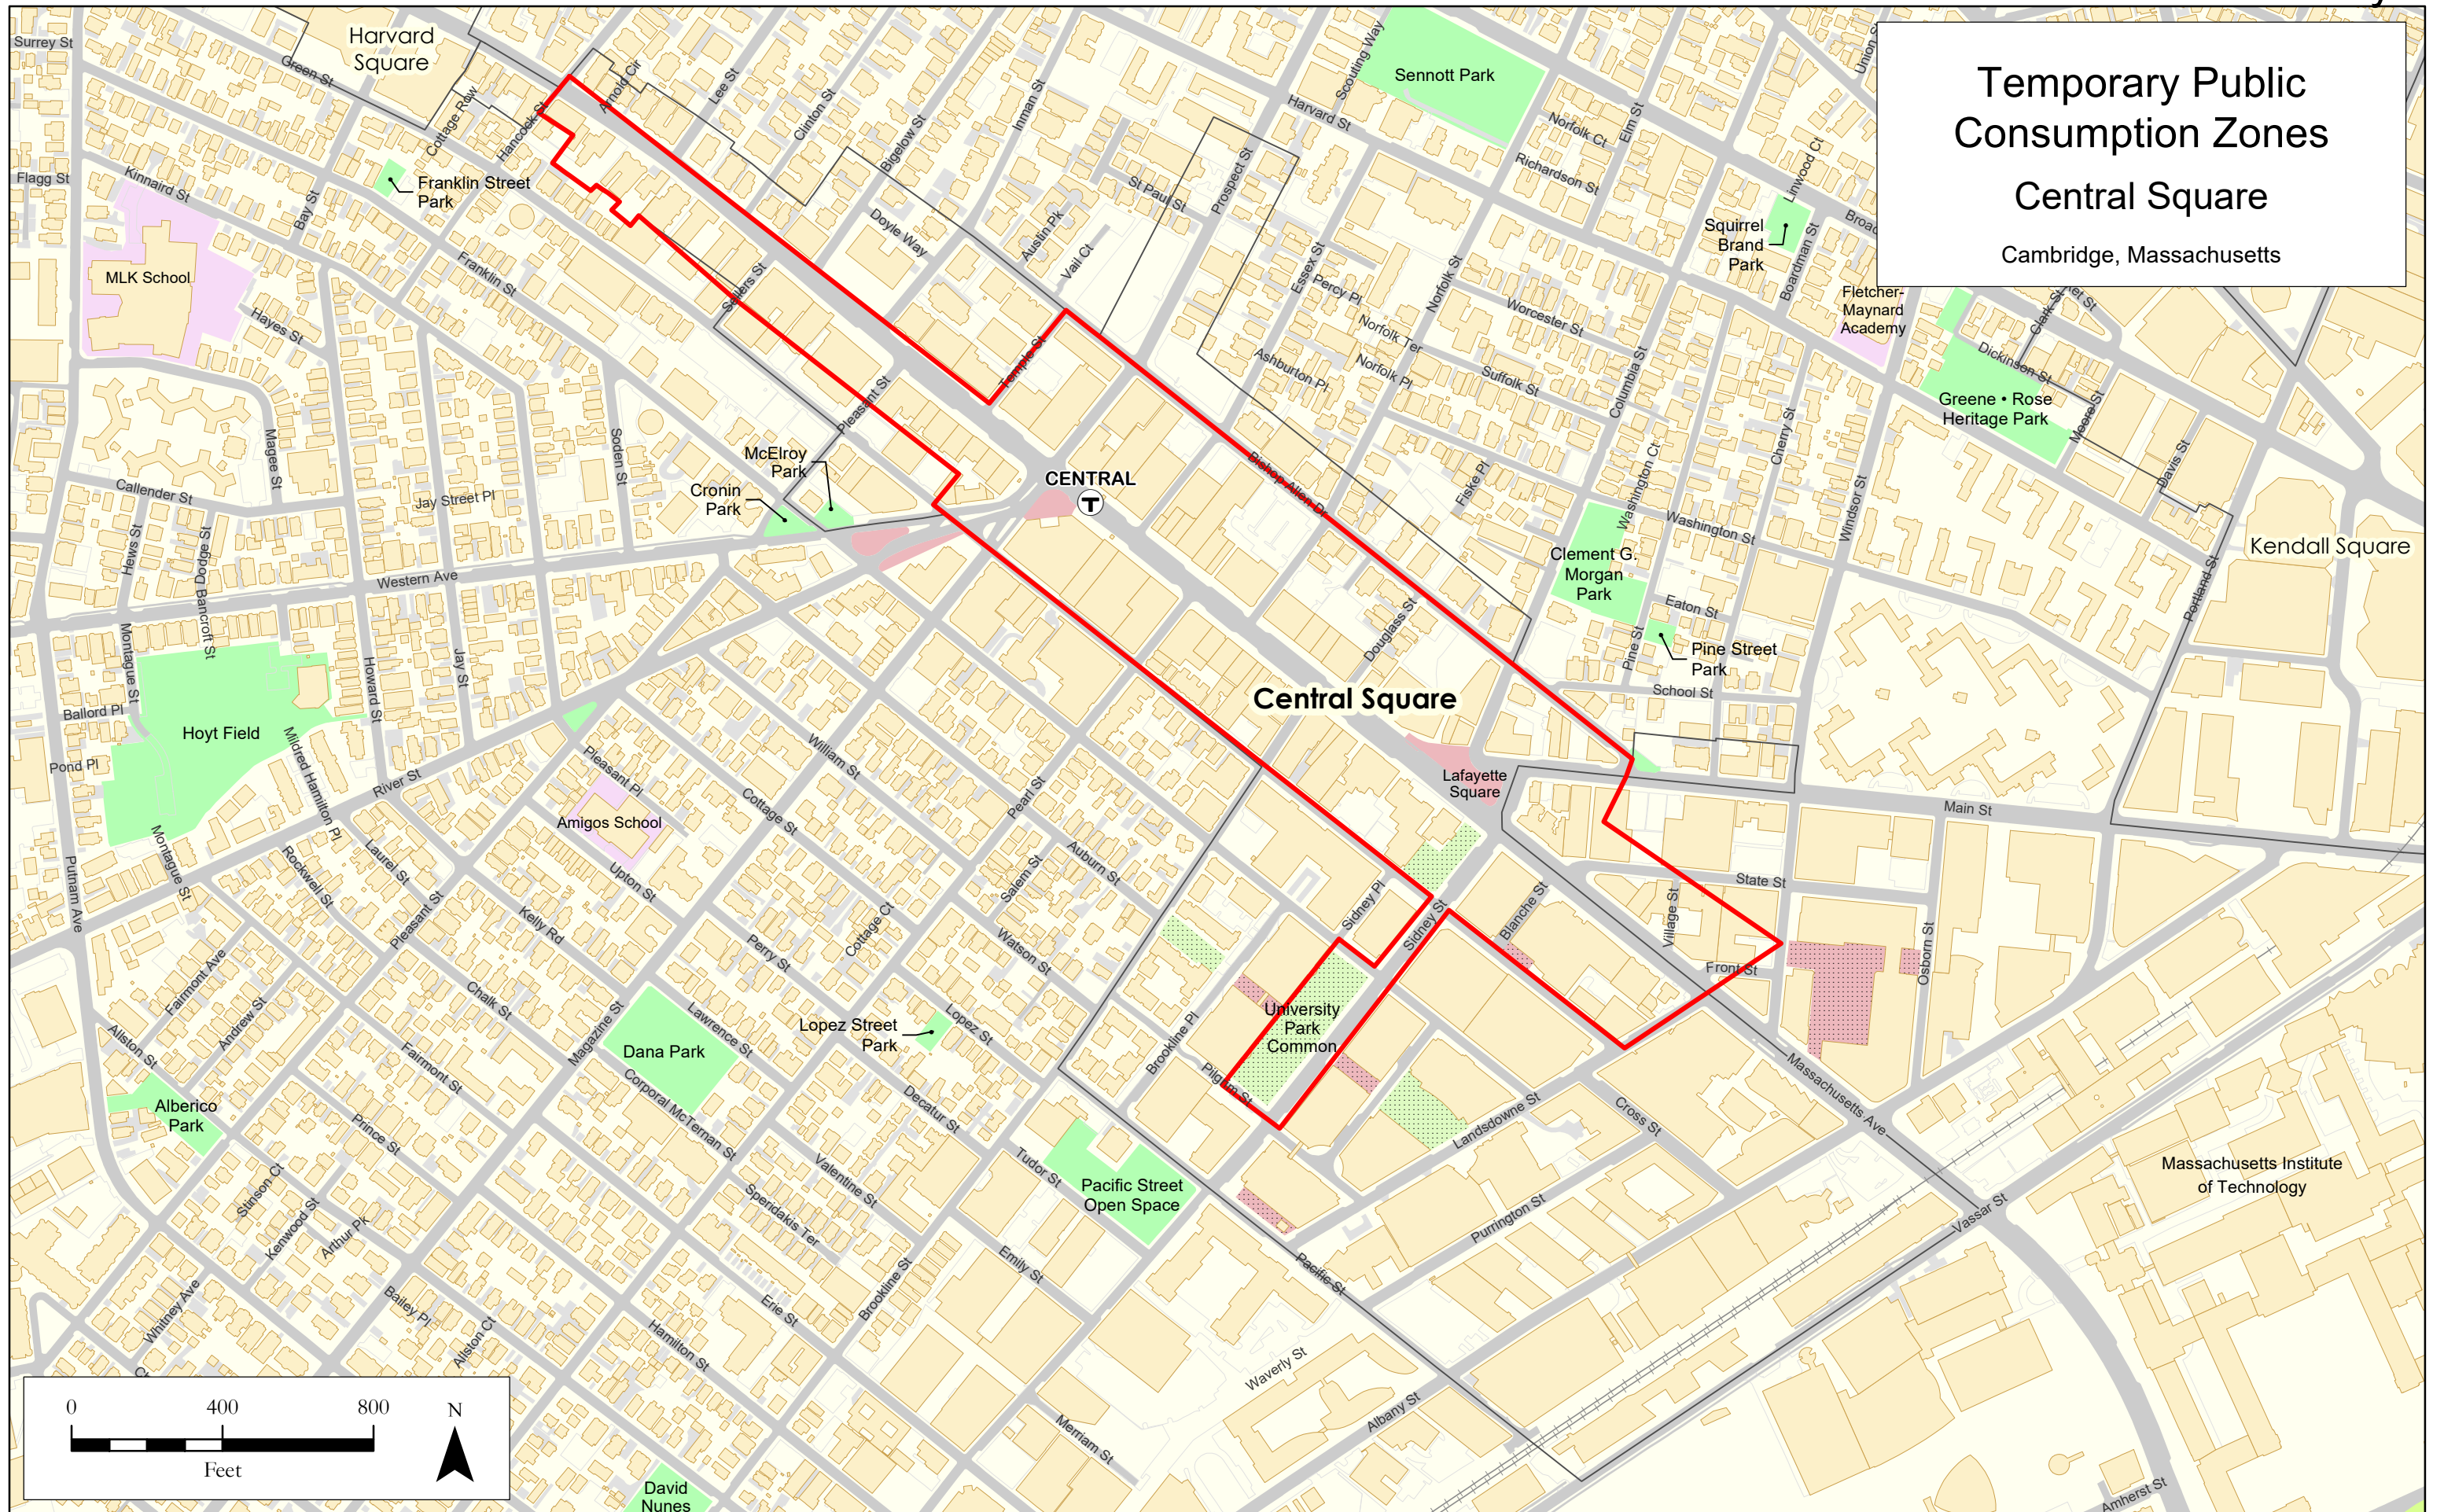 Temporary Public
Consumption Zones
Central Square
Cambridge, Massachusetts
Surrey St
Green St
Harvard
Square
Cottage Row
Hancock St
Arnold Cir
Lee St
Clinton St
Bigelow St
Inman St
Scouting Way
Sennott Park
Harvard St
Norfolk Ct
Elm St
Richardson St
Linwood Ct
Flagg St
Kinnaird St
Bay St
Franklin Street
Park
St Paul St
Prospect St
Austin Pk
Doyle Way
Vail Ct
Squirrel
Brand
Park
Boardman St
MLK School
Franklin St
Sellers St
Hayes St
Essex St
Percy Pl
Norfolk St
Worcester St
Fletcher-
Maynard
Academy
Clark St
Norfolk Ter
Norfolk Pl
Ashburton Pl
Suffolk St
Columbia St
Dickinson St
Greene • Rose
Heritage Park
Moore St
Temple St
Pleasant St
Cherry St
Davis St
Magee St
Soden St
McElroy
Park
Cronin
Park
CENTRAL
T
Bishop Allen Dr
Fiske Pl
Washington Ct
Washington St
Windsor St
Callender St
Jay Street Pl
Hews St
Dodge St
Bancroft St
Western Ave
Clement G.
Morgan
Park
Kendall Square
Portland St
Eaton St
Douglass St
Pine St
Pine Street
Park
School St
Montague St
Howard St
Jay St
Central Square
Ballord Pl
Hoyt Field
Pond Pl
Mildred Hamilton Pl
River St
Pleasant Pl
William St
Cottage St
Pearl St
Lafayette
Square
Main St
Amigos School
Auburn St
Salem St
Putnam Ave
Montague St
Rockwell St
Laurel St
Upton St
Pleasant St
Kelly Rd
Cottage Ct
Perry St
Watson St
Sidney Pl
Sidney St
Blanche St
State St
Village St
Front St
Osborn St
Fairmont Ave
Andrew St
Chalk St
Magazine St
Dana Park
Lawrence St
Lopez Street
Park
Lopez St
Brookline Pl
Pilgrim St
University
Park
Common
Massachusetts Ave
Allston St
Fairmont St
Alberico
Park
Prince St
Corporal McTernan St
Decatur St
Landsdowne St
Cross St
Tudor St
Pacific Street
Open Space
Valentine St
Speridakis Ter
Stinson Ct
Kenwood St
Arthur Pk
Massachusetts Institute
of Technology
Vassar St
Purrington St
Pacific St
Emily St
Brookline St
Erie St
Whitney Ave
Bailey Pl
Allston Ct
Hamilton St
Waverly St
Albany St
Merriam St
David
Nunes
Amherst St
0 400 800
Feet
N